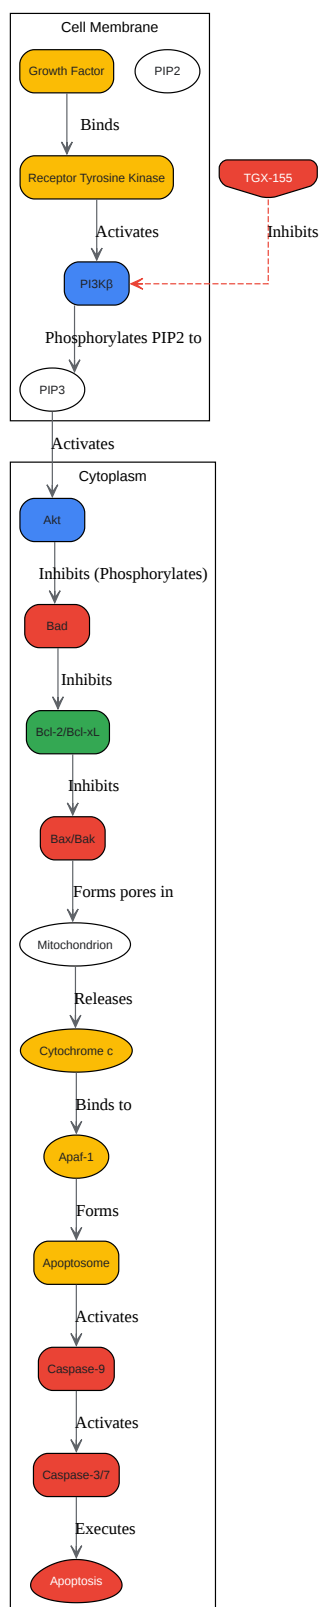 Cell Membrane
Growth Factor
PIP2
Binds
Receptor Tyrosine Kinase
TGX-155
Activates
Inhibits
PI3Kβ
Phosphorylates PIP2 to
PIP3
Activates
Cytoplasm
Akt
Inhibits (Phosphorylates)
Bad
Inhibits
Bcl-2/Bcl-xL
Inhibits
Bax/Bak
Forms pores in
Mitochondrion
Releases
Cytochrome c
Binds to
Apaf-1
Forms
Apoptosome
Activates
Caspase-9
Activates
Caspase-3/7
Executes
Apoptosis